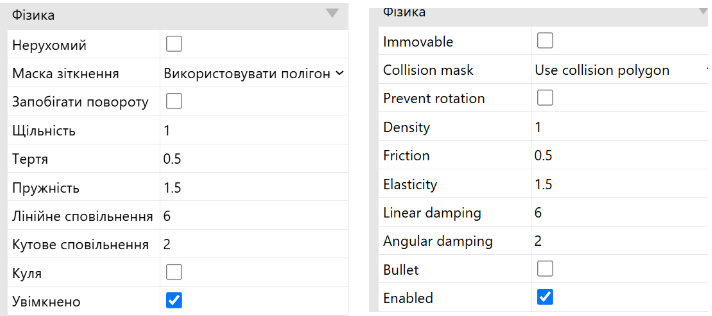 Фізика
Нерухомий
Маска зіткнення Використовувати полігон
Запобігати повороту
Щільність 1
Тертя 0.5
Пружність 1.5
Лінійне сповільнення 6
Кутове сповільнення 2
Куля
Увімкнено
Фізика
Immovable
Collision mask Use collision polygon
Prevent rotation
Density 1
Friction 0.5
Elasticity 1.5
Linear damping 6
Angular damping 2
Bullet
Enabled